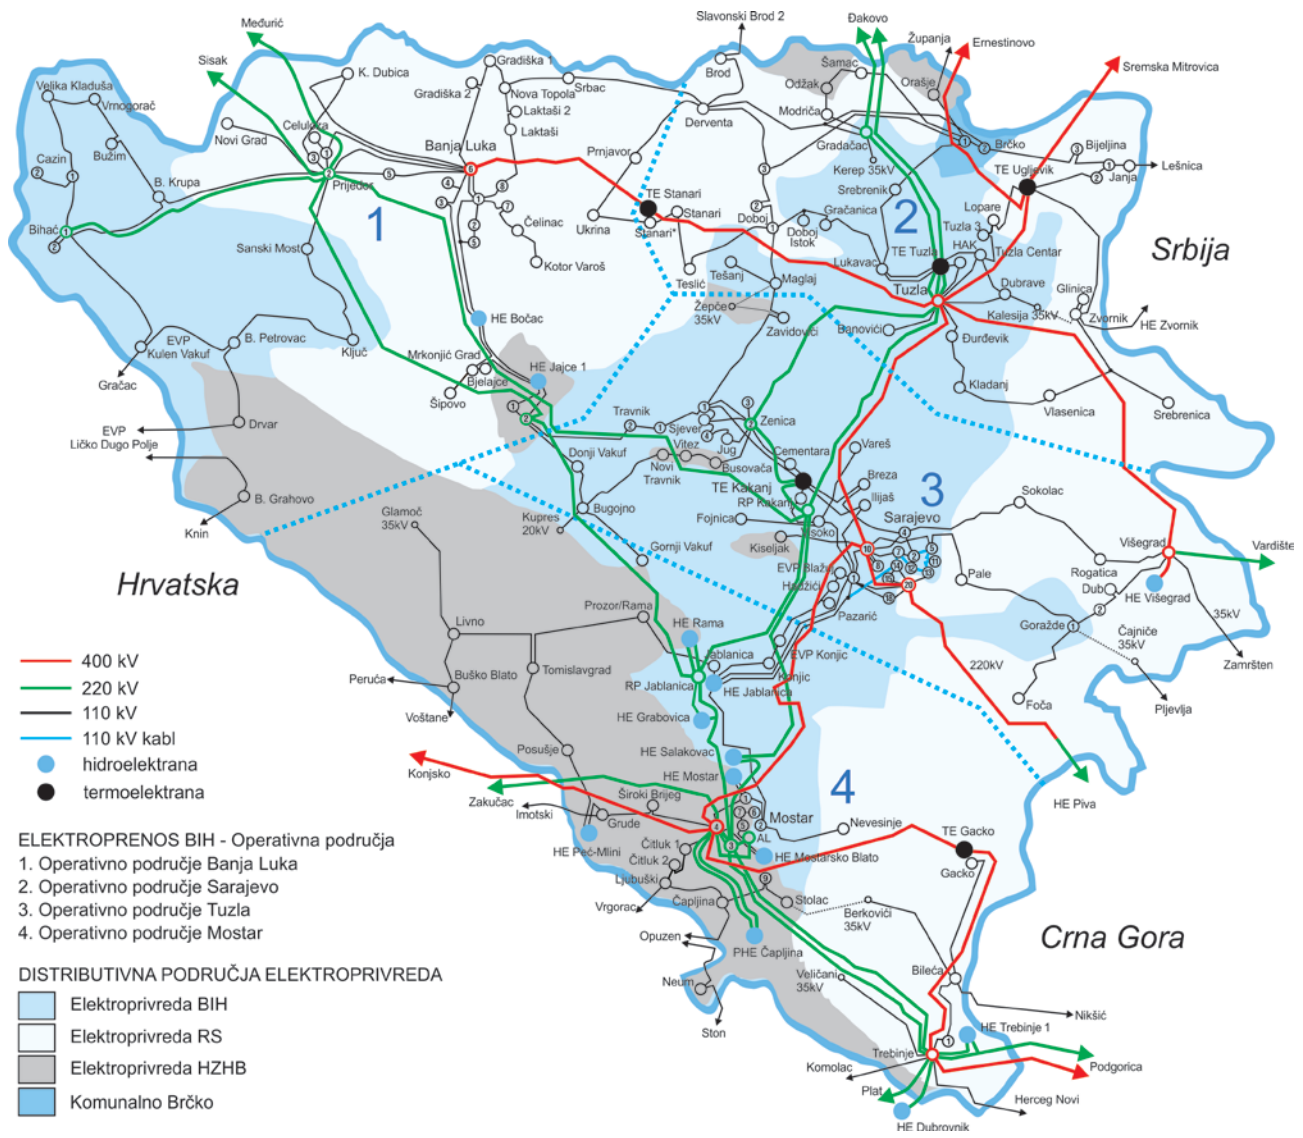 Slavonski Brod 2
Đakovo
Međurić
Županja
Ernestinovo
Sisak
Sremska Mitrovica
K. Dubica
Gradiška 1
Brod
Šamac
Velika Kladuša
Gradiška 2
Nova Topola
Srbac
Odžak
Orašje
Vrnogorač
Laktaši 2
Derventa
Modriča
Novi Grad
Laktaši
Celuloza
Banja Luka
Gradačac
Brčko
Bijeljina
Bužim
Cazin
Prnjavor
Kerep 35kV
TE Ugljevik
Lešnica
Janja
B. Krupa
Prijedor
TE Stanari
Srebrenik
Lopare
Stanari
Čelinac
Gračanica
Tuzla 3
Bihać
Sanski Most
Ukrina
Stanari*
Doboj
Doboj
Istok
TE Tuzla
HAK
Tuzla Centar
Srbija
Kotor Varoš
Tešanj
Lukavac
Teslić
Maglaj
Tuzla
Dubrave
Glinica
Žepče
35kV
Zavidovići
Banovići
Kalesija 35kV
Zvornik
HE Zvornik
HE Bočac
EVP
Kulen Vakuf
B. Petrovac
Ključ
Đurđevik
Gračac
Mrkonjić Grad
Bjelajce
HE Jajce 1
Kladanj
Šipovo
Vlasenica
Srebrenica
EVP
Ličko Dugo Polje
Drvar
Travnik
Sjever
Zenica
Jug
Vareš
Donji Vakuf
Vitez
Cementara
Novi
Travnik
Busovača
Breza
TE Kakanj
Ilijaš
B. Grahovo
RP Kakanj
Sokolac
Glamoč
35kV
Bugojno
Knin
Kupres
20kV
Fojnica
Visoko
Sarajevo
Višegrad
Vardište
Kiseljak
Gornji Vakuf
EVP Blažuj
Rogatica
Hrvatska
Hadžići
Pale
Dub
HE Višegrad
Prozor/Rama
Pazarić
Goražde
35kV
Livno
HE Rama
Čajniče
35kV
Jablanica
EVP Konjic
Zamršten
400 kV
Tomislavgrad
Konjic
220kV
Peruča
Buško Blato
RP Jablanica
HE Jablanica
220 kV
Foča
Pljevlja
110 kV
Voštane
HE Grabovica
110 kV kabl
Posušje
HE Salakovac
hidroelektrana
Konjsko
HE Mostar
termoelektrana
Zakučac
Široki Brijeg
HE Piva
Imotski
Mostar
Nevesinje
Grude
TE Gacko
ELEKTROPRENOS BIH - Operativna područja
1. Operativno područje Banja Luka
2. Operativno područje Sarajevo
3. Operativno područje Tuzla
4. Operativno područje Mostar
HE Peć-Mlini
Čitluk 1
AL
HE Mostarsko Blato
Čitluk 2
Gacko
Ljubuški
Vrgorac
Čapljina
Stolac
Berkovići
35kV
Crna Gora
Opuzen
PHE Čapljina
DISTRIBUTIVNA PODRUČJA ELEKTROPRIVREDA
Veličani
35kV
Bileća
Neum
Elektroprivreda BIH
Nikšić
Ston
HE Trebinje 1
Elektroprivreda RS
Trebinje
Elektroprivreda HZHB
Komolac
Podgorica
Plat
Herceg Novi
Komunalno Brčko
HE Dubrovnik
1
2
3
4